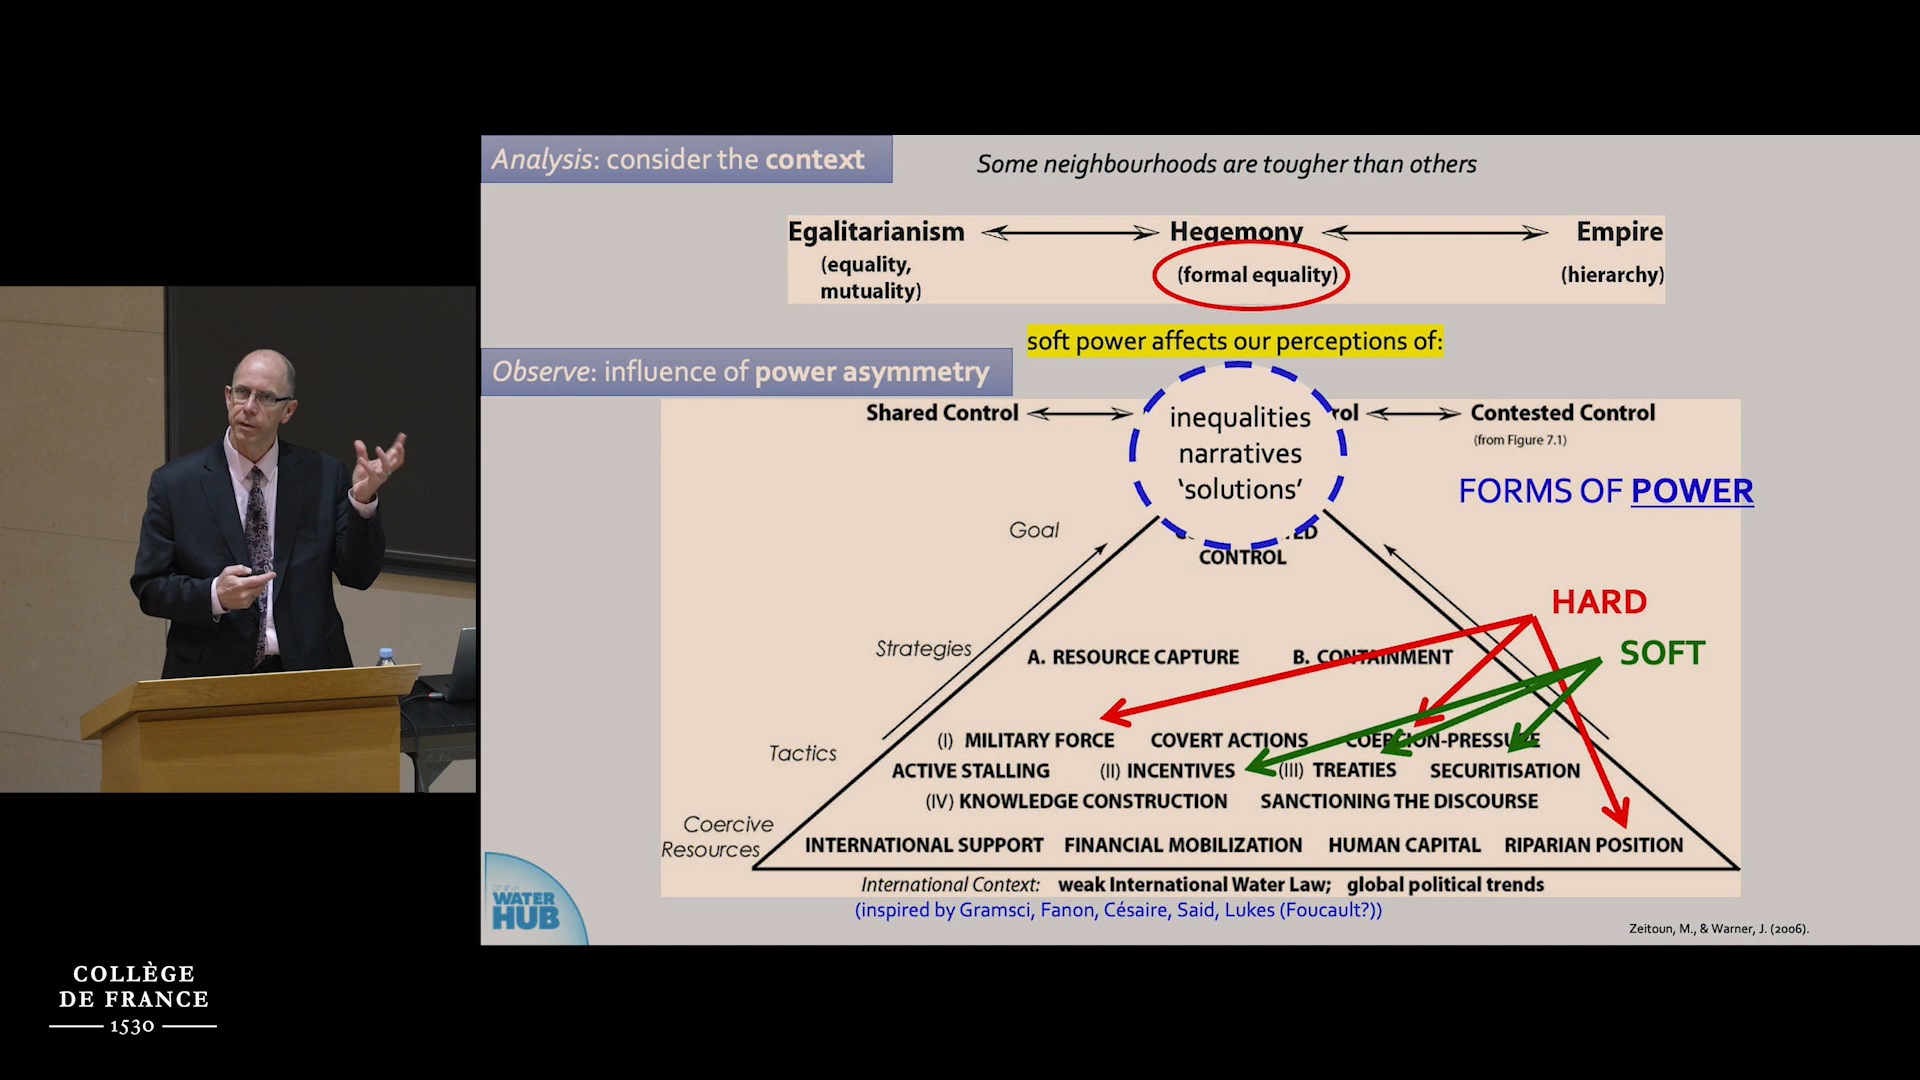 Analysis: consider the context
Some neighbourhoods are tougher than others
Egalitarianism Hegemony Empire
(equality, mutuality) (formal equality) (hierarchy)
soft power affects our perceptions of:
Observe: influence of power asymmetry
Shared Control rol Contested Control
(from Figure 7.1)
inequalities
narratives
‘solutions’
FORMS OF POWER
Goal
CONTROL
HARD
SOFT
Strategies
A. RESOURCE CAPTURE B. CONTAINMENT
Tactics
(I) MILITARY FORCE COVERT ACTIONS COERCION-PRESSURE
ACTIVE STALLING (II) INCENTIVES (III) TREATIES SECURITISATION
(IV) KNOWLEDGE CONSTRUCTION SANCTIONING THE DISCOURSE
Coercive
Resources
INTERNATIONAL SUPPORT FINANCIAL MOBILIZATION HUMAN CAPITAL RIPARIAN POSITION
International Context: weak International Water Law; global political trends
(inspired by Gramsci, Fanon, Césaire, Said, Lukes (Foucault?))
Zeitoun, M., & Warner, J. (2006).
WATER
HUB
COLLÈGE
DE FRANCE
1530